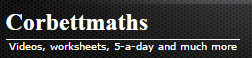 Corbettmaths
Videos, worksheets, 5-a-day and much more